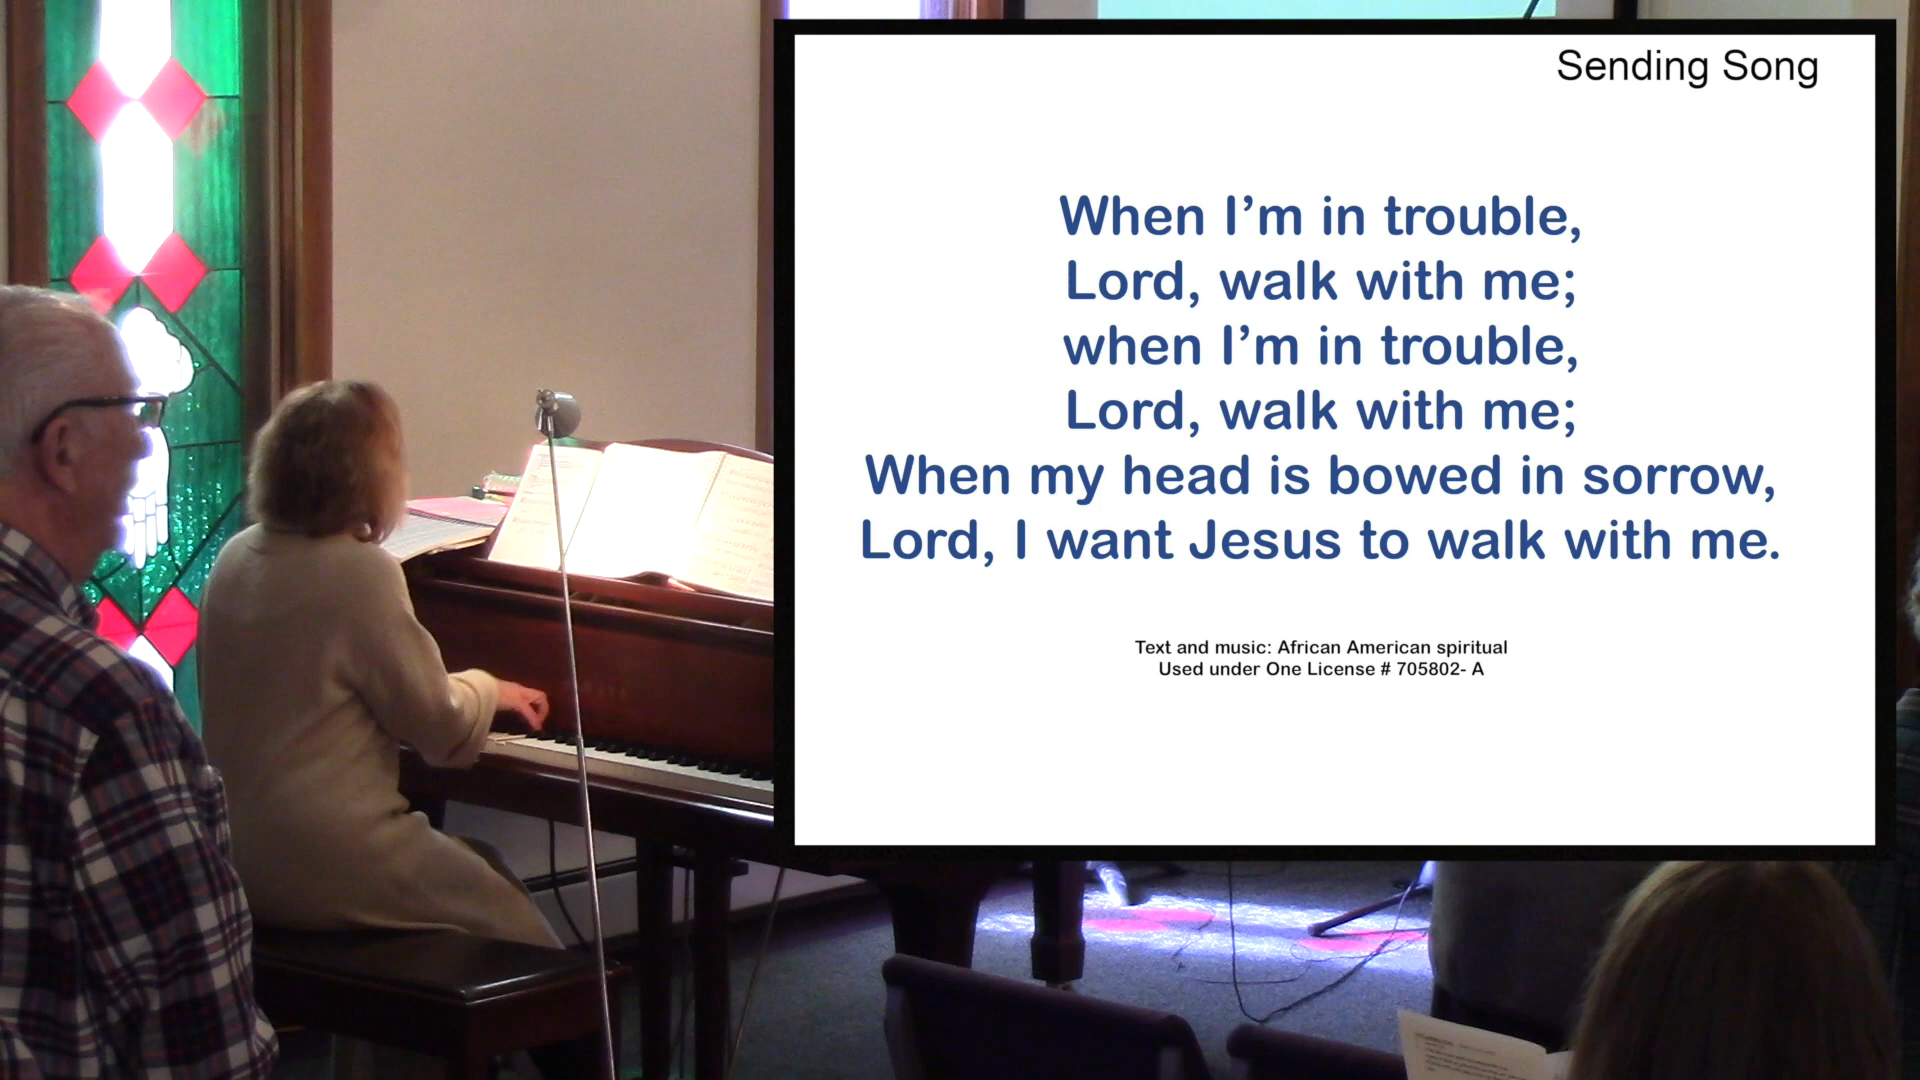 Sending Song
When I’m in trouble,
Lord, walk with me;
when I’m in trouble,
Lord, walk with me;
When my head is bowed in sorrow,
Lord, I want Jesus to walk with me.
Text and music: African American spiritual
Used under One License # 705802- A